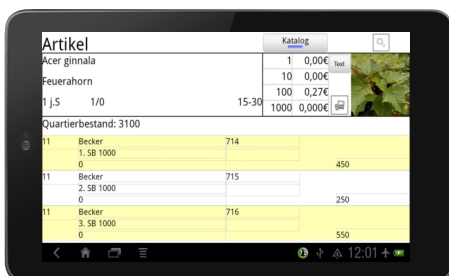 Artikel Katalog
Acer ginnala 1 0,00€ Text
Feuerahorn 10 0,00€
100 0,27€
1 j.S 1/0 15-30 1000 0,000€
Quartierbestand: 3100
11 Becker 714
1. SB 1000
0 450
11 Becker 715
2. SB 1000
0 250
11 Becker 716
3. SB 1000
0 550
12:01